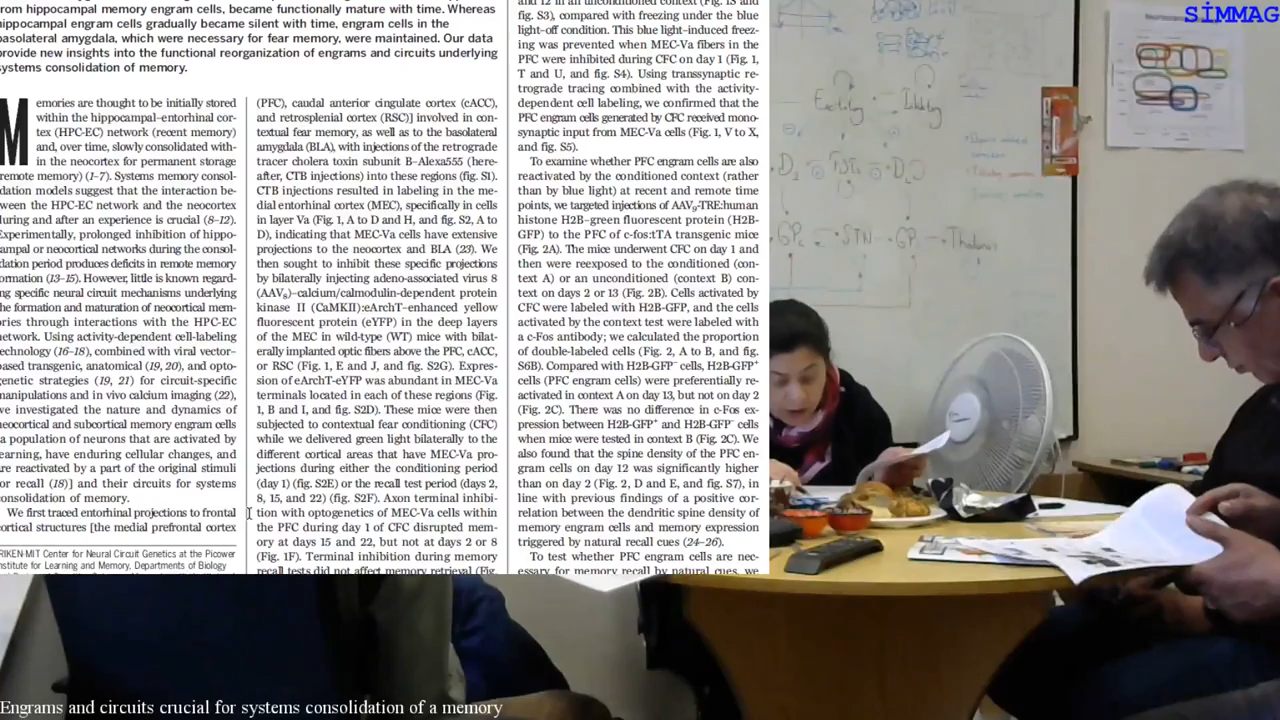 from hippocampal memory engram cells, became functionally mature with time. Whereas
hippocampal engram cells gradually became silent with time, engram cells in the
basolateral amygdala, which were necessary for fear memory, were maintained. Our data
provide new insights into the functional reorganization of engrams and circuits underlying
systems consolidation of memory.
Memories are thought to be initially stored
within the hippocampal–entorhinal cor-
tex (HPC-EC) network (recent memory)
and, over time, slowly consolidated with-
in the neocortex for permanent storage
(remote memory) (1–7). Systems memory consol-
idation models suggest that the interaction be-
tween the HPC-EC network and the neocortex
during and after an experience is crucial (8–12).
Experimentally, prolonged inhibition of hippo-
campal or neocortical networks during the consol-
idation period produces deficits in remote memory
formation (13–15). However, little is known regard-
ing specific neural circuit mechanisms underlying
the formation and maturation of neocortical mem-
ories through interactions with the HPC-EC
network. Using activity-dependent cell-labeling
technology (16–18), combined with viral vector–
based transgenic, anatomical (19, 20), and opto-
genetic strategies (19, 21) for circuit-specific
manipulations and in vivo calcium imaging (22),
we investigated the nature and dynamics of
neocortical and subcortical memory engram cells
[a population of neurons that are activated by
learning, have enduring cellular changes, and
are reactivated by a part of the original stimuli
for recall (18)] and their circuits for systems
consolidation of memory.
We first traced entorhinal projections to frontal
cortical structures [the medial prefrontal cortex
RIKEN-MIT Center for Neural Circuit Genetics at the Picower
Institute for Learning and Memory, Departments of Biology
(PFC), caudal anterior cingulate cortex (cACC),
and retrosplenial cortex (RSC)] involved in con-
textual fear memory, as well as to the basolateral
amygdala (BLA), with injections of the retrograde
tracer cholera toxin subunit B–Alexa555 (here-
after, CTB injections) into these regions (fig. S1).
CTB injections resulted in labeling in the me-
dial entorhinal cortex (MEC), specifically in cells
in layer Va (Fig. 1, A to D and H, and fig. S2, A to
D), indicating that MEC-Va cells have extensive
projections to the neocortex and BLA (23). We
then sought to inhibit these specific projections
by bilaterally injecting adeno-associated virus 8
(AAV8)–calcium/calmodulin-dependent protein
kinase II (CaMKII):eArchT–enhanced yellow
fluorescent protein (eYFP) in the deep layers
of the MEC in wild-type (WT) mice with bilat-
erally implanted optic fibers above the PFC, cACC,
or RSC (Fig. 1, E and J, and fig. S2G). Expres-
sion of eArchT-eYFP was abundant in MEC-Va
terminals located in each of these regions (Fig.
1, B and I, and fig. S2D). These mice were then
subjected to contextual fear conditioning (CFC)
while we delivered green light bilaterally to the
different cortical areas that have MEC-Va pro-
jections during either the conditioning period
(day 1) (fig. S2E) or the recall test period (days 2,
8, 15, and 22) (fig. S2F). Axon terminal inhibi-
tion with optogenetics of MEC-Va cells within
the PFC during day 1 of CFC disrupted mem-
ory at days 15 and 22, but not at days 2 or 8
(Fig. 1F). Terminal inhibition during memory
recall tests did not affect memory retrieval (Fig.
and 12 in an unconditioned context (Fig. 1S and
fig. S3), compared with freezing under the blue
light–off condition. This blue light–induced freez-
ing was prevented when MEC-Va fibers in the
PFC were inhibited during CFC on day 1 (Fig. 1,
T and U, and fig. S4). Using transsynaptic re-
trograde tracing combined with the activity-
dependent cell labeling, we confirmed that the
PFC engram cells generated by CFC received mono-
synaptic input from MEC-Va cells (Fig. 1, V to X,
and fig. S5).
To examine whether PFC engram cells are also
reactivated by the conditioned context (rather
than by blue light) at recent and remote time
points, we targeted injections of AAV9-TRE:human
histone H2B–green fluorescent protein (H2B-
GFP) to the PFC of c-fos:tTA transgenic mice
(Fig. 2A). The mice underwent CFC on day 1 and
then were reexposed to the conditioned (con-
text A) or an unconditioned (context B) con-
text on days 2 or 13 (Fig. 2B). Cells activated by
CFC were labeled with H2B-GFP, and the cells
activated by the context test were labeled with
a c-Fos antibody; we calculated the proportion
of double-labeled cells (Fig. 2, A to B, and fig.
S6B). Compared with H2B-GFP⁻ cells, H2B-GFP⁺
cells (PFC engram cells) were preferentially re-
activated in context A on day 13, but not on day 2
(Fig. 2C). There was no difference in c-Fos ex-
pression between H2B-GFP⁺ and H2B-GFP⁻ cells
when mice were tested in context B (Fig. 2C). We
also found that the spine density of the PFC en-
gram cells on day 12 was significantly higher
than on day 2 (Fig. 2, D and E, and fig. S7), in
line with previous findings of a positive cor-
relation between the dendritic spine density of
memory engram cells and memory expression
triggered by natural recall cues (24–26).
To test whether PFC engram cells are nec-
essary for memory recall by natural cues, we
SİMMAG
STN
Engrams and circuits crucial for systems consolidation of a memory